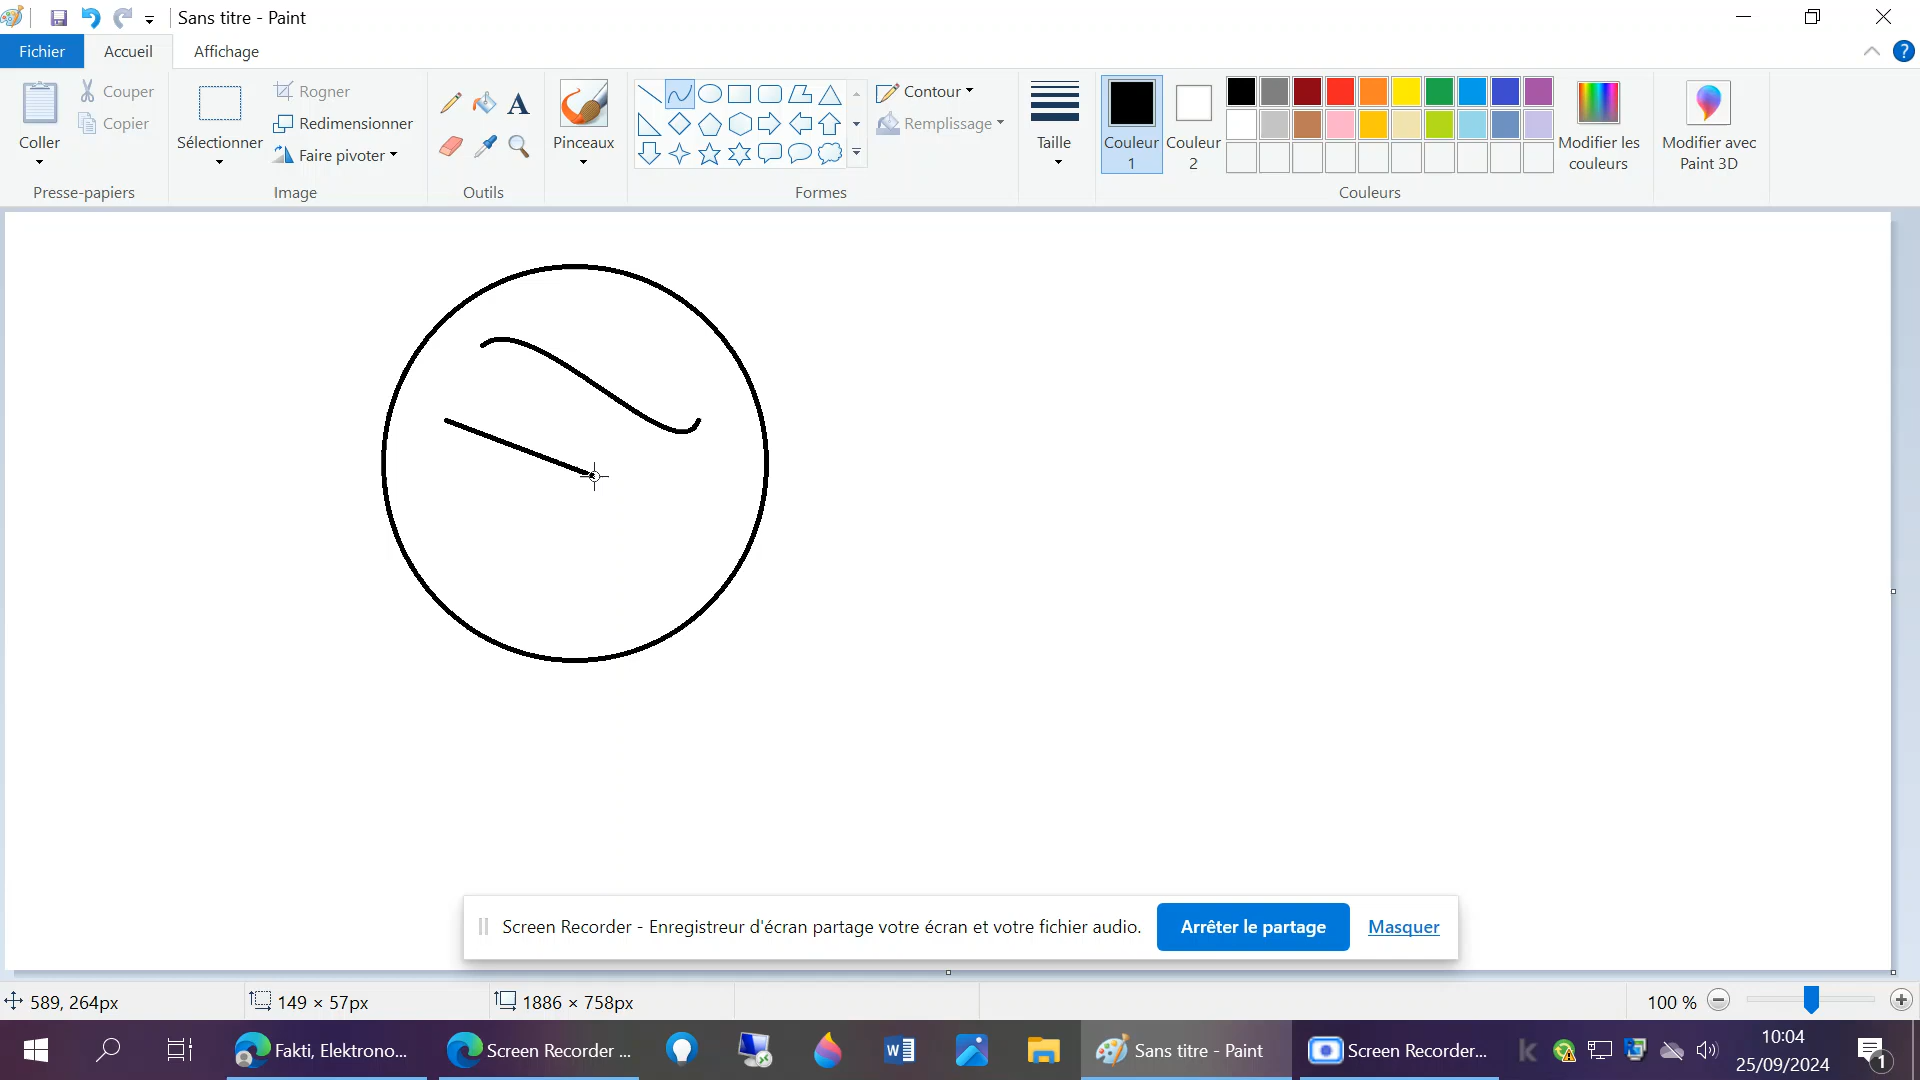 Sans titre - Paint
Fichier
Accueil
Affichage
Coller
Couper
Copier
Presse-papiers
Sélectionner
Rogner
Redimensionner
Faire pivoter
Image
A
Outils
Pinceaux
Contour
Remplissage
Formes
Taille
Couleur
1
Couleur
2
Modifier les
couleurs
Couleurs
Modifier avec
Paint 3D
?
Screen Recorder - Enregistreur d'écran partage votre écran et votre fichier audio.
Arrêter le partage
Masquer
589, 264px
149 × 57px
1886 × 758px
100 %
Fakti, Elektrono...
Screen Recorder ...
Sans titre - Paint
Screen Recorder...
10:04
25/09/2024
1